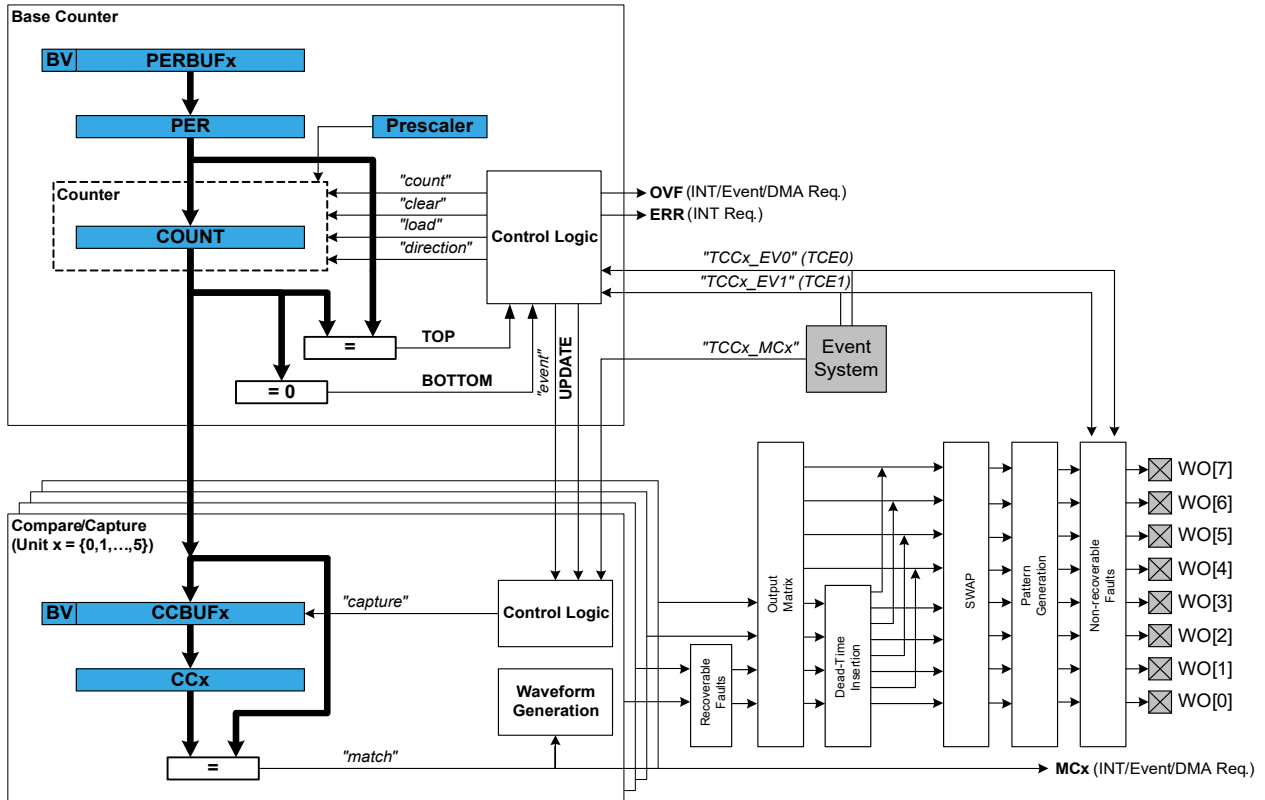 Base Counter
BV
PERBUFx
PER
Prescaler
Counter
COUNT
"count"
"clear"
"load"
"direction"
Control Logic
OVF (INT/Event/DMA Req.)
ERR (INT Req.)
"TCCx_EV0" (TCE0)
"TCCx_EV1" (TCE1)
"TCCx_MCx"
Event
System
=
TOP
= 0
BOTTOM
"event"
UPDATE
Compare/Capture
(Unit x = {0,1,…,5})
BV
CCBUFx
"capture"
Control Logic
CCx
Waveform
Generation
=
"match"
Recoverable
Faults
Output
Matrix
Dead-Time
Insertion
SWAP
Pattern
Generation
Non-recoverable
Faults
WO[7]
WO[6]
WO[5]
WO[4]
WO[3]
WO[2]
WO[1]
WO[0]
MCx (INT/Event/DMA Req.)